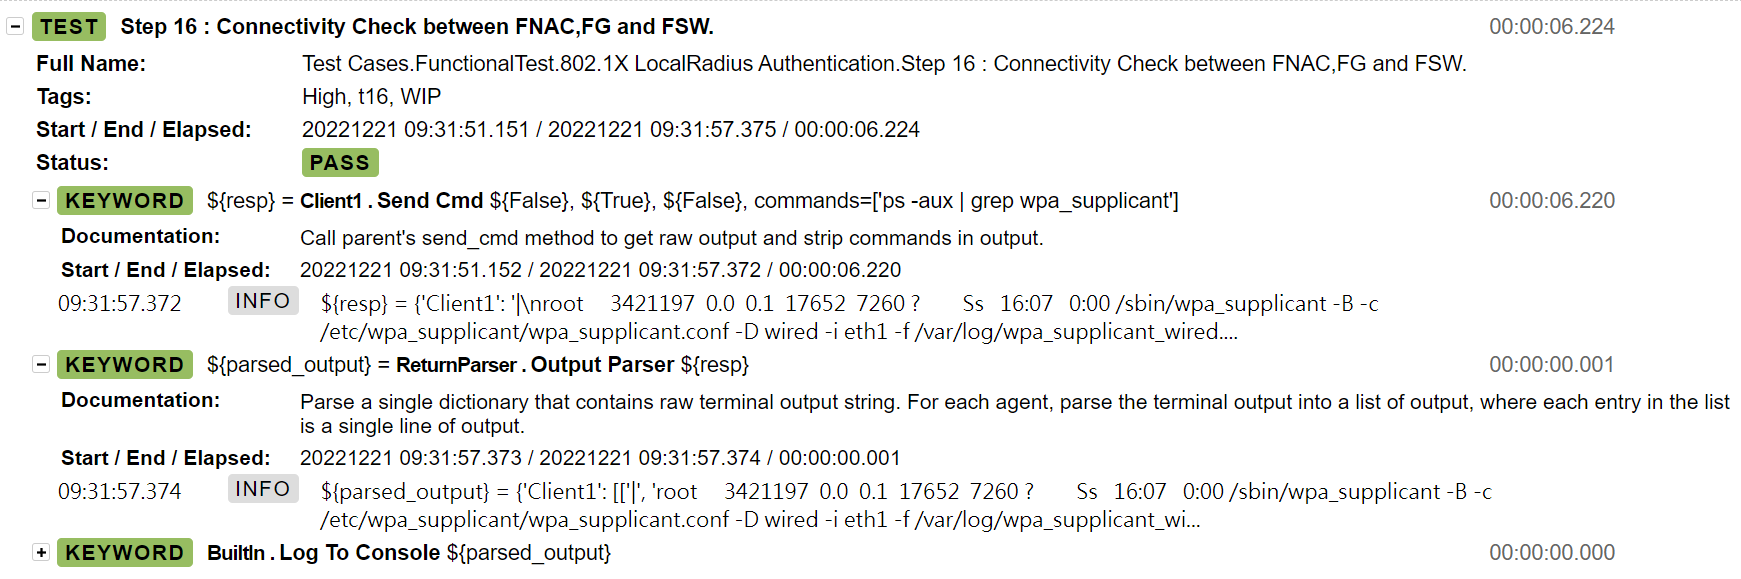 TEST Step 16 : Connectivity Check between FNAC,FG and FSW. 00:00:06.224
Full Name: Test Cases.FunctionalTest.802.1X LocalRadius Authentication.Step 16 : Connectivity Check between FNAC,FG and FSW.
Tags: High, t16, WIP
Start / End / Elapsed: 20221221 09:31:51.151 / 20221221 09:31:57.375 / 00:00:06.224
Status: PASS
KEYWORD ${resp} = Client1 . Send Cmd ${False}, ${True}, ${False}, commands=['ps -aux | grep wpa_supplicant'] 00:00:06.220
Documentation: Call parent's send_cmd method to get raw output and strip commands in output.
Start / End / Elapsed: 20221221 09:31:51.152 / 20221221 09:31:57.372 / 00:00:06.220
09:31:57.372 INFO ${resp} = {'Client1': '|\nroot 3421197 0.0 0.1 17652 7260 ? Ss 16:07 0:00 /sbin/wpa_supplicant -B -c
/etc/wpa_supplicant/wpa_supplicant.conf -D wired -i eth1 -f /var/log/wpa_supplicant_wired....
KEYWORD ${parsed_output} = ReturnParser . Output Parser ${resp} 00:00:00.001
Documentation: Parse a single dictionary that contains raw terminal output string. For each agent, parse the terminal output into a list of output, where each entry in the list
is a single line of output.
Start / End / Elapsed: 20221221 09:31:57.373 / 20221221 09:31:57.374 / 00:00:00.001
09:31:57.374 INFO ${parsed_output} = {'Client1': [['|', 'root 3421197 0.0 0.1 17652 7260 ? Ss 16:07 0:00 /sbin/wpa_supplicant -B -c
/etc/wpa_supplicant/wpa_supplicant.conf -D wired -i eth1 -f /var/log/wpa_supplicant_wi...
KEYWORD BuiltIn . Log To Console ${parsed_output} 00:00:00.000